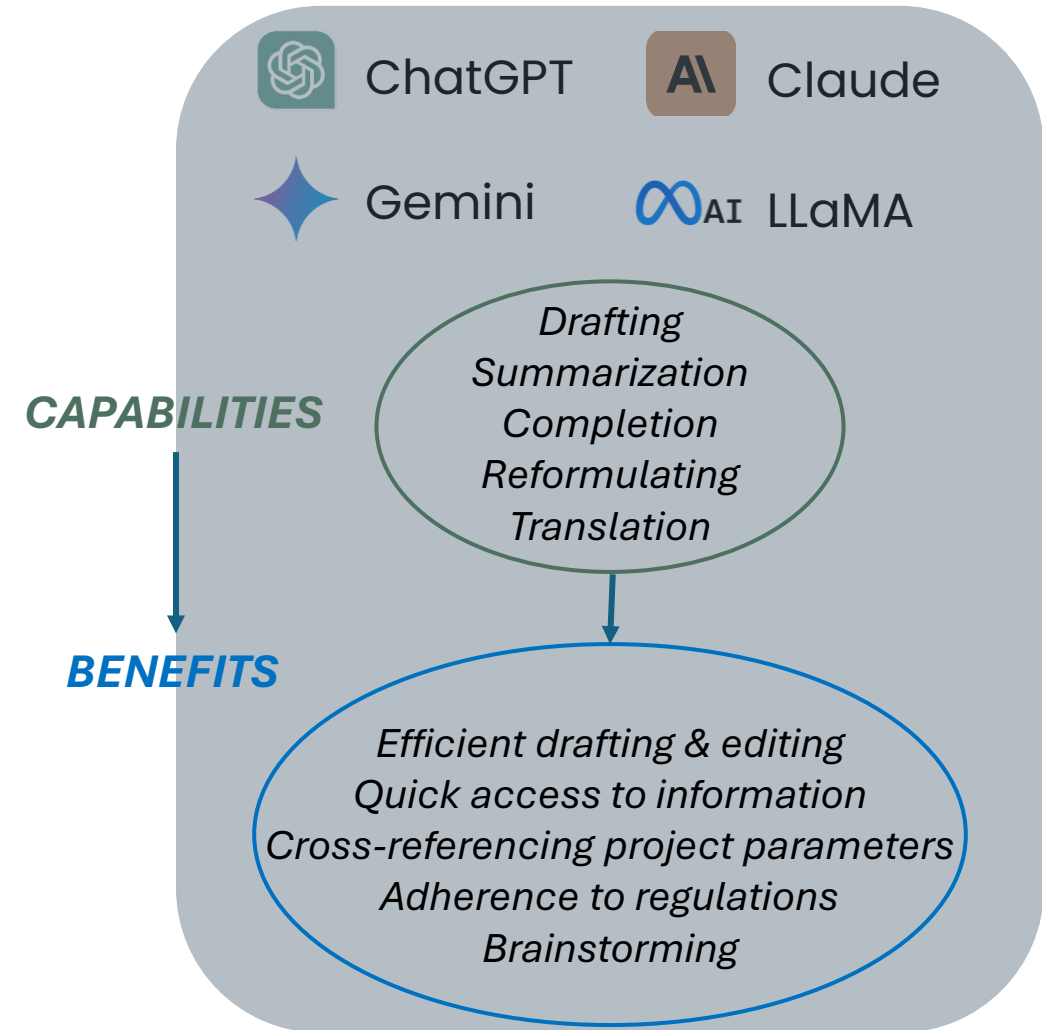 ChatGPT
A\ Claude
Gemini
AI LLaMA
Drafting
Summarization
CAPABILITIES
Completion
Reformulating
Translation
BENEFITS
Efficient drafting & editing
Quick access to information
Cross-referencing project parameters
Adherence to regulations
Brainstorming